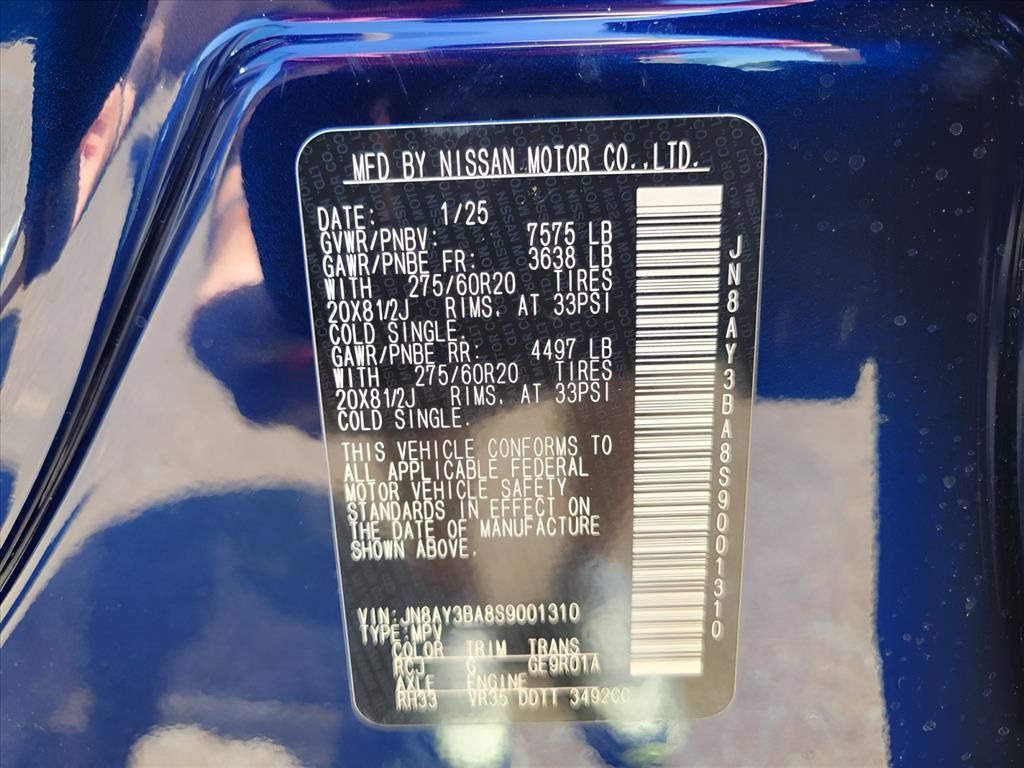 MFD BY NISSAN MOTOR CO.,LTD.
DATE: 1/25
GVWR/PNBV: 7575 LB
GAWR/PNBE FR: 3638 LB
WITH 275/60R20 TIRES
20X81/2J RIMS, AT 33PSI
COLD SINGLE.
GAWR/PNBE RR: 4497 LB
WITH 275/60R20 TIRES
20X81/2J RIMS, AT 33PSI
COLD SINGLE.
THIS VEHICLE CONFORMS TO
ALL APPLICABLE FEDERAL
MOTOR VEHICLE SAFETY
STANDARDS IN EFFECT ON
THE DATE OF MANUFACTURE
SHOWN ABOVE.
VIN:JN8AY3BA8S9001310
TYPE:MPV
COLOR TRIM TRANS
RCJ G GE9R01A
AXLE ENGINE
RH33 VR35 DDTT 3492CC
JN8AY3BA8S9001310